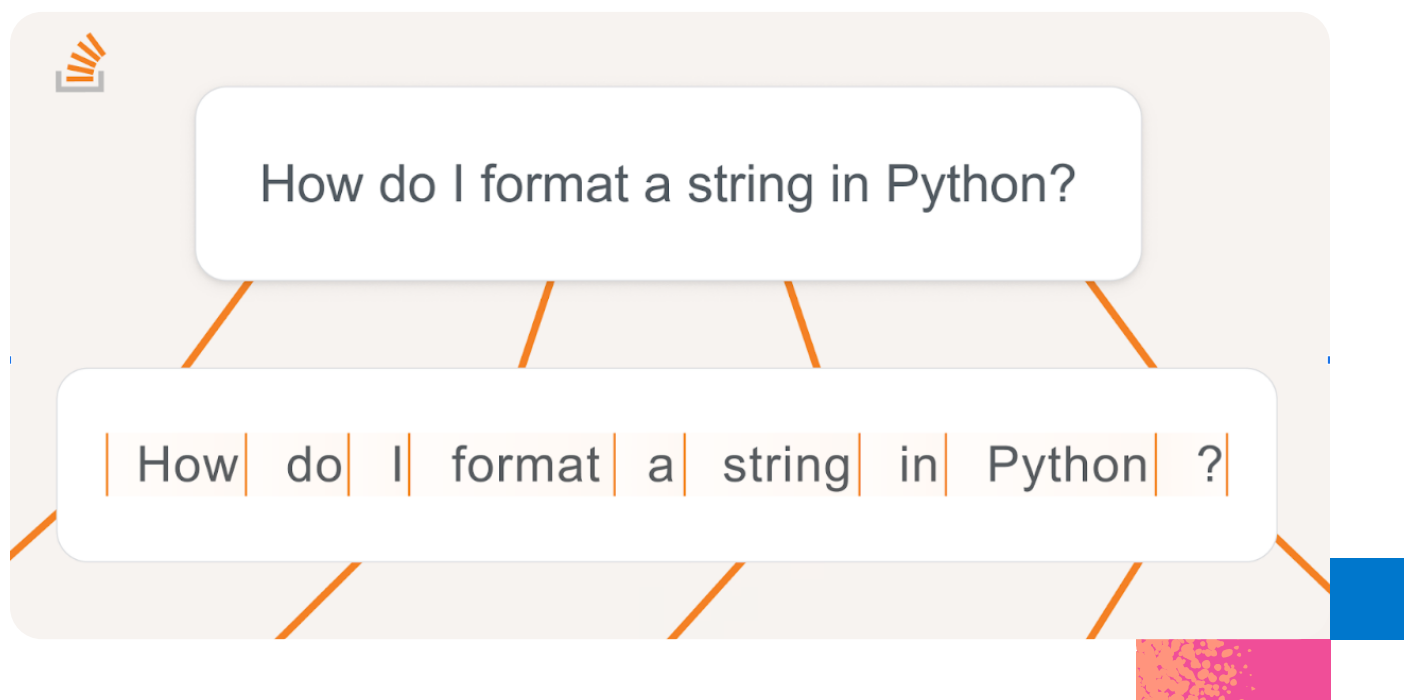 How do I format a string in Python?
How do I format a string in Python ?